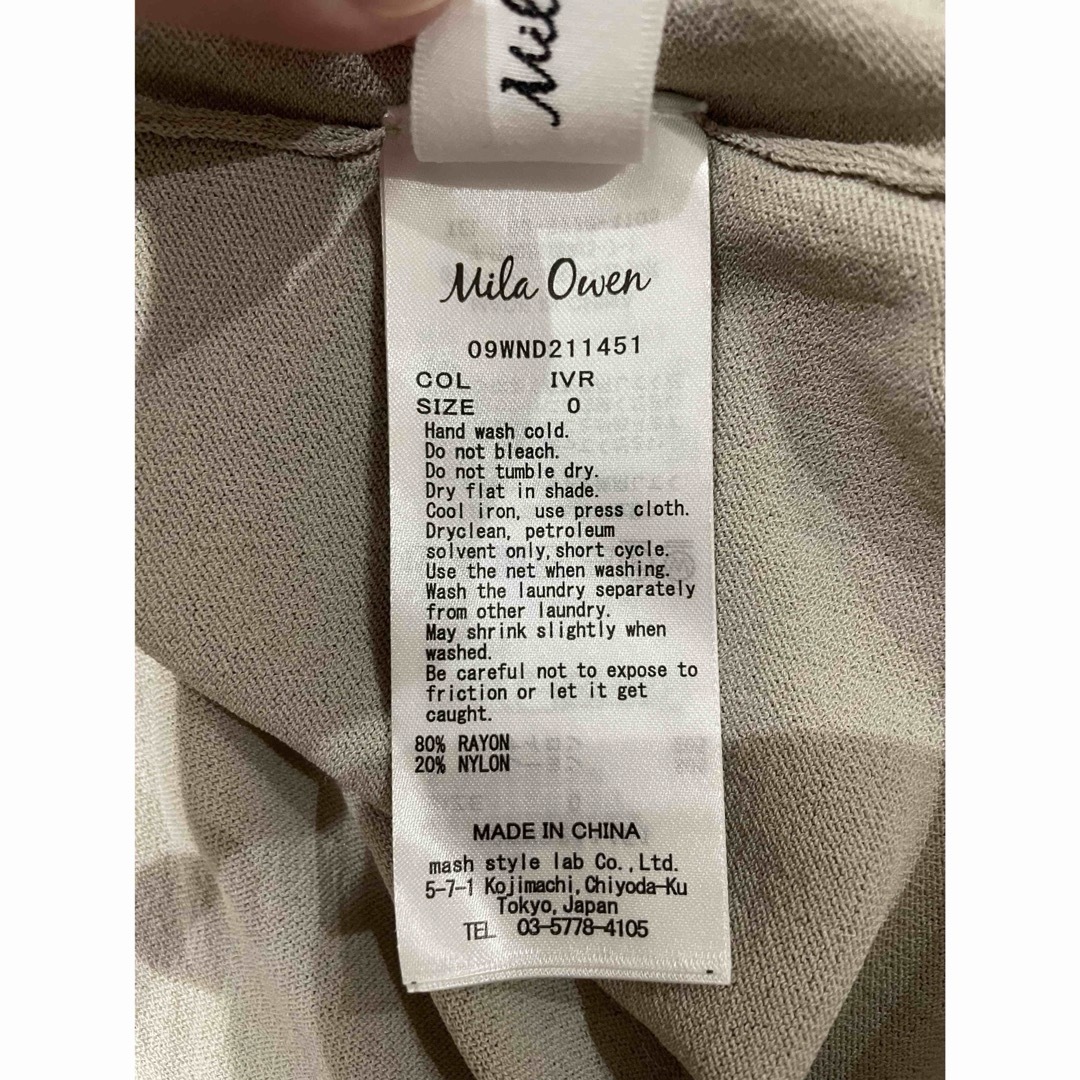 Mil
Mila Owen
09WND211451
COL IVR
SIZE 0
Hand wash cold.
Do not bleach.
Do not tumble dry.
Dry flat in shade.
Cool iron, use press cloth.
Dryclean, petroleum
solvent only,short cycle.
Use the net when washing.
Wash the laundry separately
from other laundry.
May shrink slightly when
washed.
Be careful not to expose to
friction or let it get
caught.
80% RAYON
20% NYLON
MADE IN CHINA
mash style lab Co.,Ltd.
5-7-1 Kojimachi,Chiyoda-Ku
Tokyo,Japan
TEL 03-5778-4105